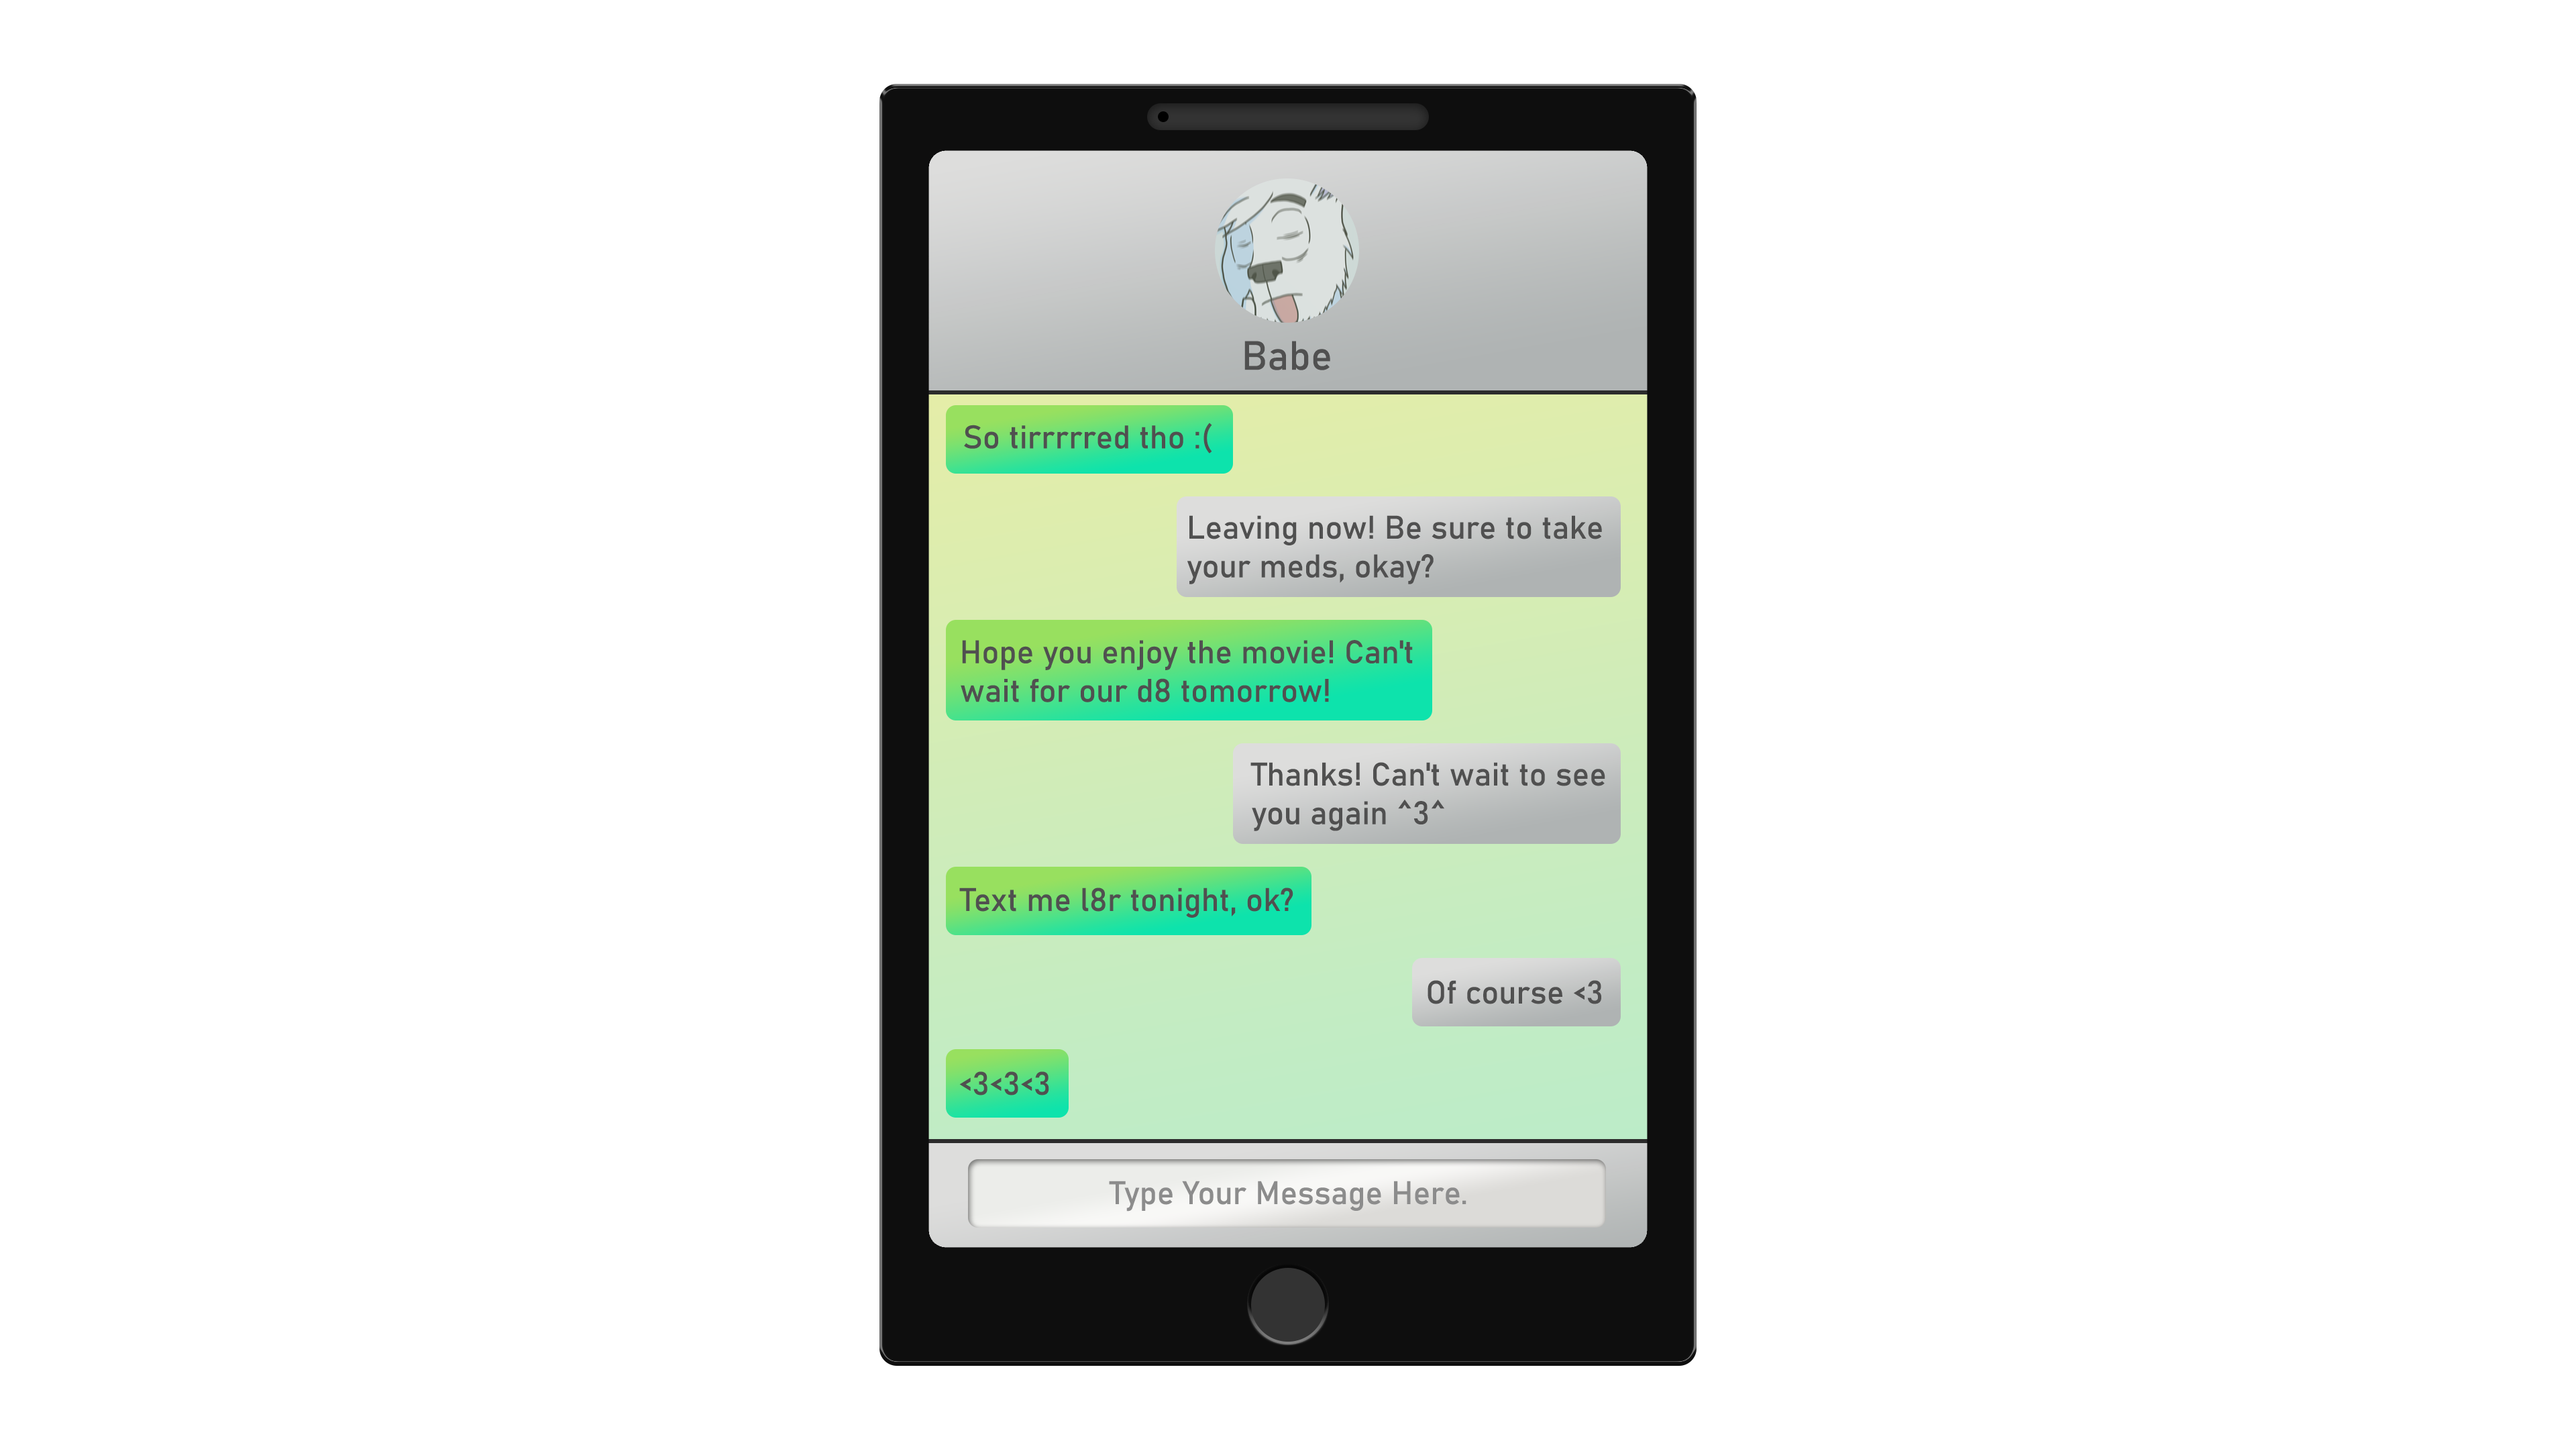 Babe
So tirrrrred tho :(
Leaving now! Be sure to take
your meds, okay?
Hope you enjoy the movie! Can't
wait for our d8 tomorrow!
Thanks! Can't wait to see
you again ^3^
Text me l8r tonight, ok?
Of course <3
<3<3<3
Type Your Message Here.